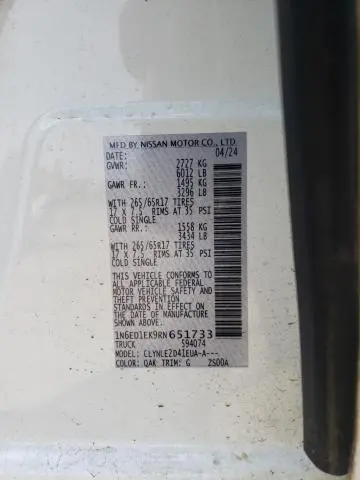 MFD BY NISSAN MOTOR CO., LTD
DATE: 04/24
GVWR: 2727 KG
6012 LB
GAWR FR: 1495 KG
3296 LB
WITH 265/65R17 TIRES
17 X 7.5 RIMS AT 35 PSI
COLD SINGLE
GAWR RR: 1558 KG
3434 LB
WITH 265/65R17 TIRES
17 X 7.5 RIMS AT 35 PSI
COLD SINGLE
THIS VEHICLE CONFORMS TO
ALL APPLICABLE FEDERAL
MOTOR VEHICLE SAFETY
STANDARDS IN EFFECT ON
THE DATE OF MANUFACTURE
SHOWN ABOVE.
1N6ED1EK9RN651733
TRUCK 594074
MODEL: CLYNLEZD41EUA-A---
COLOR: QAK TRIM: G ZS00A